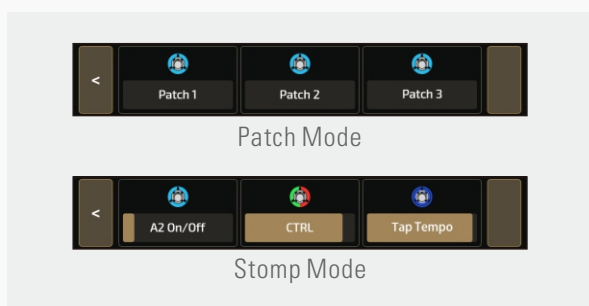 < Patch 1 Patch 2 Patch 3
Patch Mode
< A2 On/Off CTRL Tap Tempo
Stomp Mode